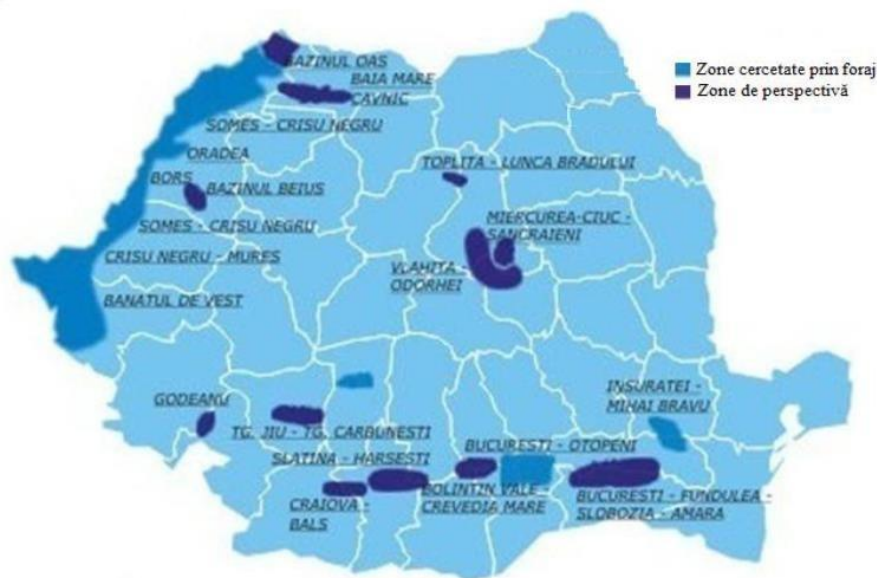 BAZINUL OAS
BAIA MARE
CAVNIC
Zone cercetate prin foraj
Zone de perspectivă
SOMES - CRISU NEGRU
ORADEA
TOPLITA - LUNCA BRADULUI
BORS
BAZINUL BEIUS
MIERCUREA-CIUC -
SANCRAIENI
SOMES - CRISU NEGRU
CRISU NEGRU - MURES
VLAHITA -
ODORHEI
BANATUL DE VEST
GODEANU
INSURATEI -
MIHAI BRAVU
TG. JIU - TG. CARBUNESTI
BUCURESTI - OTOPENI
SLATINA - HARSESTI
BOLINTIN VALE -
CREVEDIA MARE
BUCURESTI - FUNDULEA -
SLOBOZIA - AMARA
CRAIOVA -
BALS